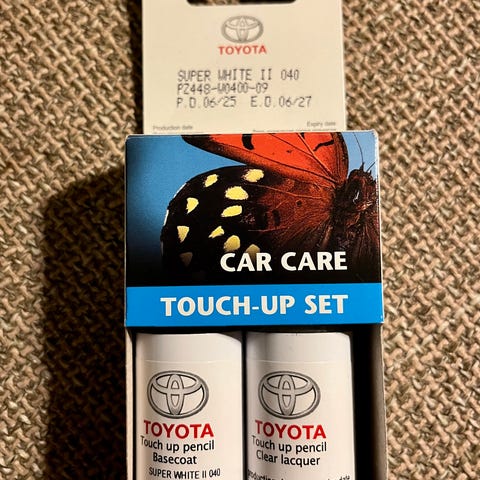 TOYOTA
SUPER WHITE II 040
PZ448-W0400-09
P.D.06/25 E.D.06/27
Production date Expiry date
CAR CARE
TOUCH-UP SET
TOYOTA
Touch up pencil
Basecoat
SUPER WHITE II 040
TOYOTA
Touch up pencil
Clear lacquer